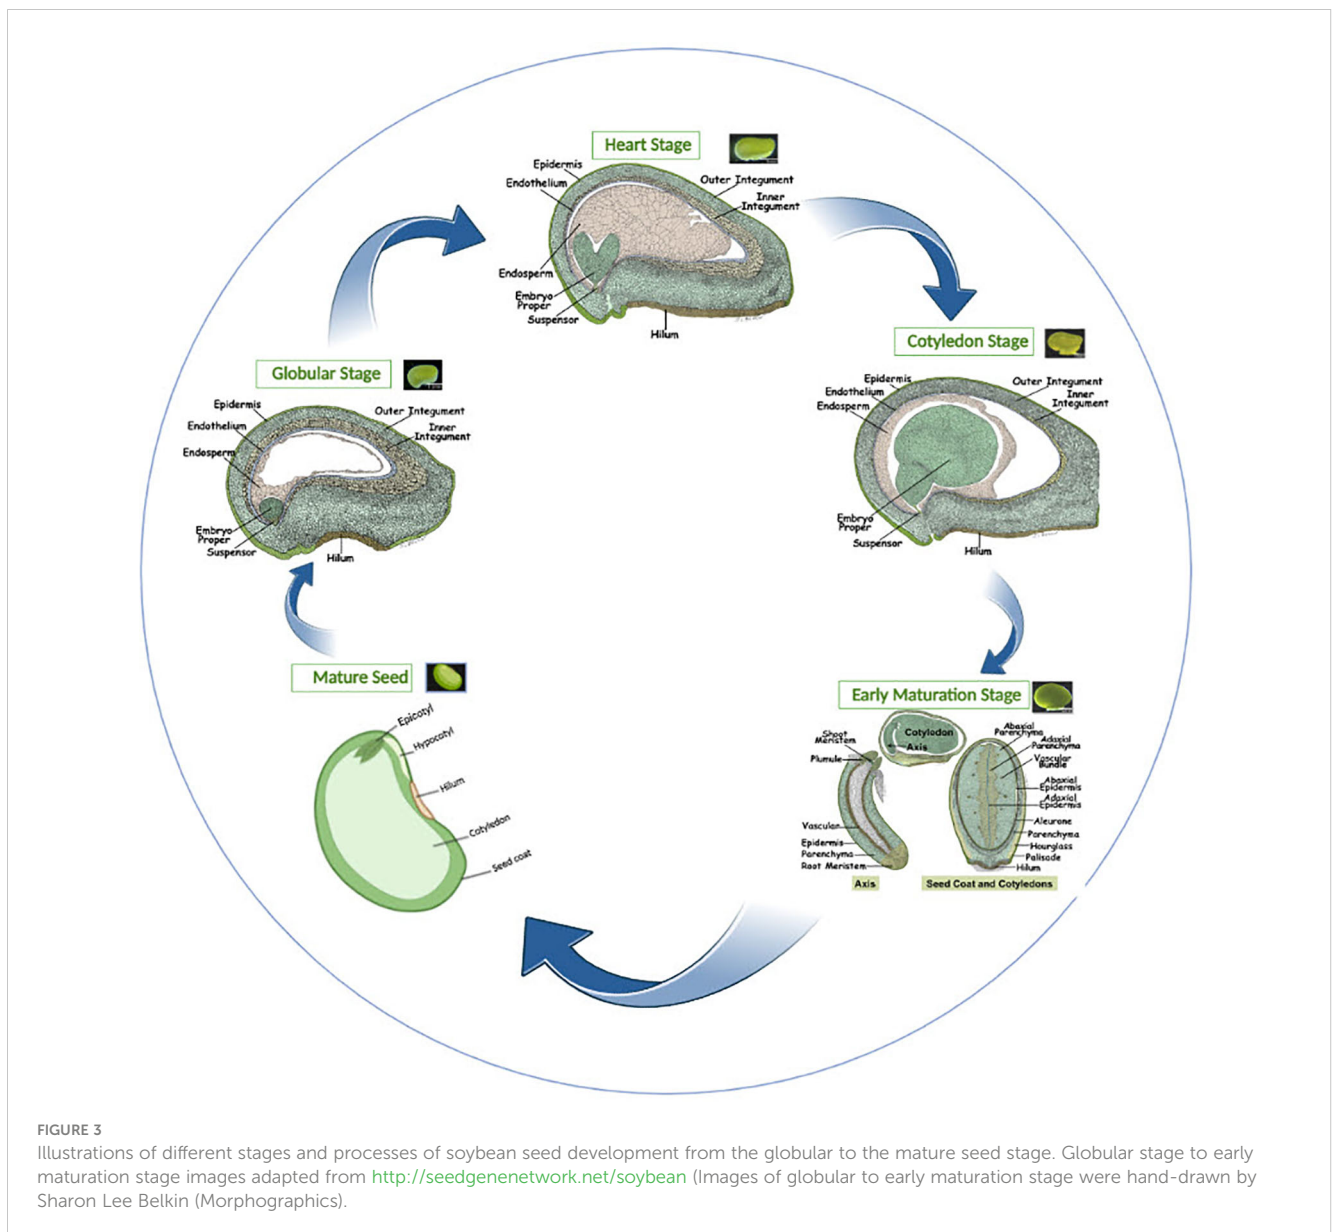 Heart Stage
Epidermis
Endothelium
Outer Integument
Inner
Integument
Endosperm
Embryo
Proper
Suspensor
Hilum
Cotyledon Stage
Epidermis
Endothelium
Endosperm
Outer Integument
Inner
Integument
Embryo
Proper
Suspensor
Hilum
Globular Stage
Epidermis
Endothelium
Endosperm
Outer Integument
Inner
Integument
Embryo
Proper
Suspensor
Hilum
Mature Seed
Epicotyl
Hypocotyl
Hilum
Cotyledon
Seed coat
Early Maturation Stage
Shoot
Meristem
Plumule
Cotyledon
Axis
Vascular
Epidermis
Parenchyma
Root Meristem
Axis
Abaxial
Parenchyma
Adaxial
Parenchyma
Vascular
Bundle
Abaxial
Epidermis
Adaxial
Epidermis
Aleurone
Parenchyma
Hourglass
Palisade
Hilum
Seed Coat and Cotyledons
FIGURE 3
Illustrations of different stages and processes of soybean seed development from the globular to the mature seed stage. Globular stage to early
maturation stage images adapted from http://seedgenenetwork.net/soybean (Images of globular to early maturation stage were hand-drawn by
Sharon Lee Belkin (Morphographics).